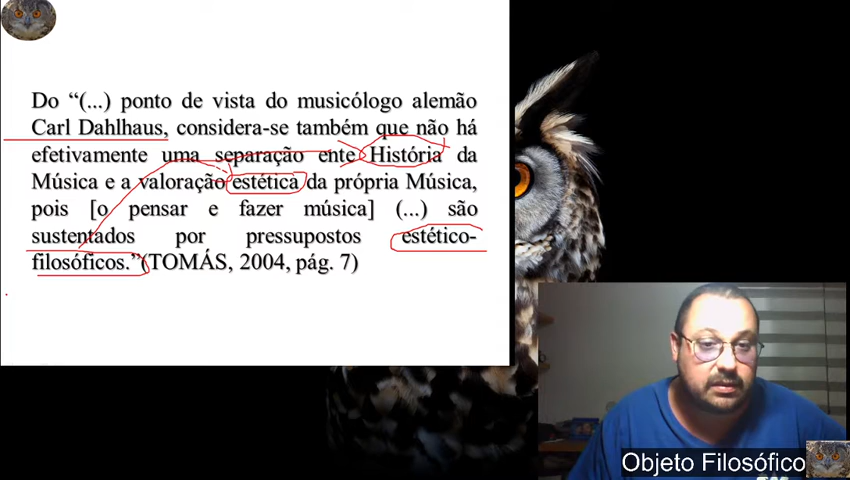 Do “(...) ponto de vista do musicólogo alemão
Carl Dahlhaus, considera-se também que não há
efetivamente uma separação ente História da
Música e a valoração estética da própria Música,
pois [o pensar e fazer música] (...) são
sustentados por pressupostos estético-
filosóficos.”(TOMÁS, 2004, pág. 7)
Objeto Filosófico